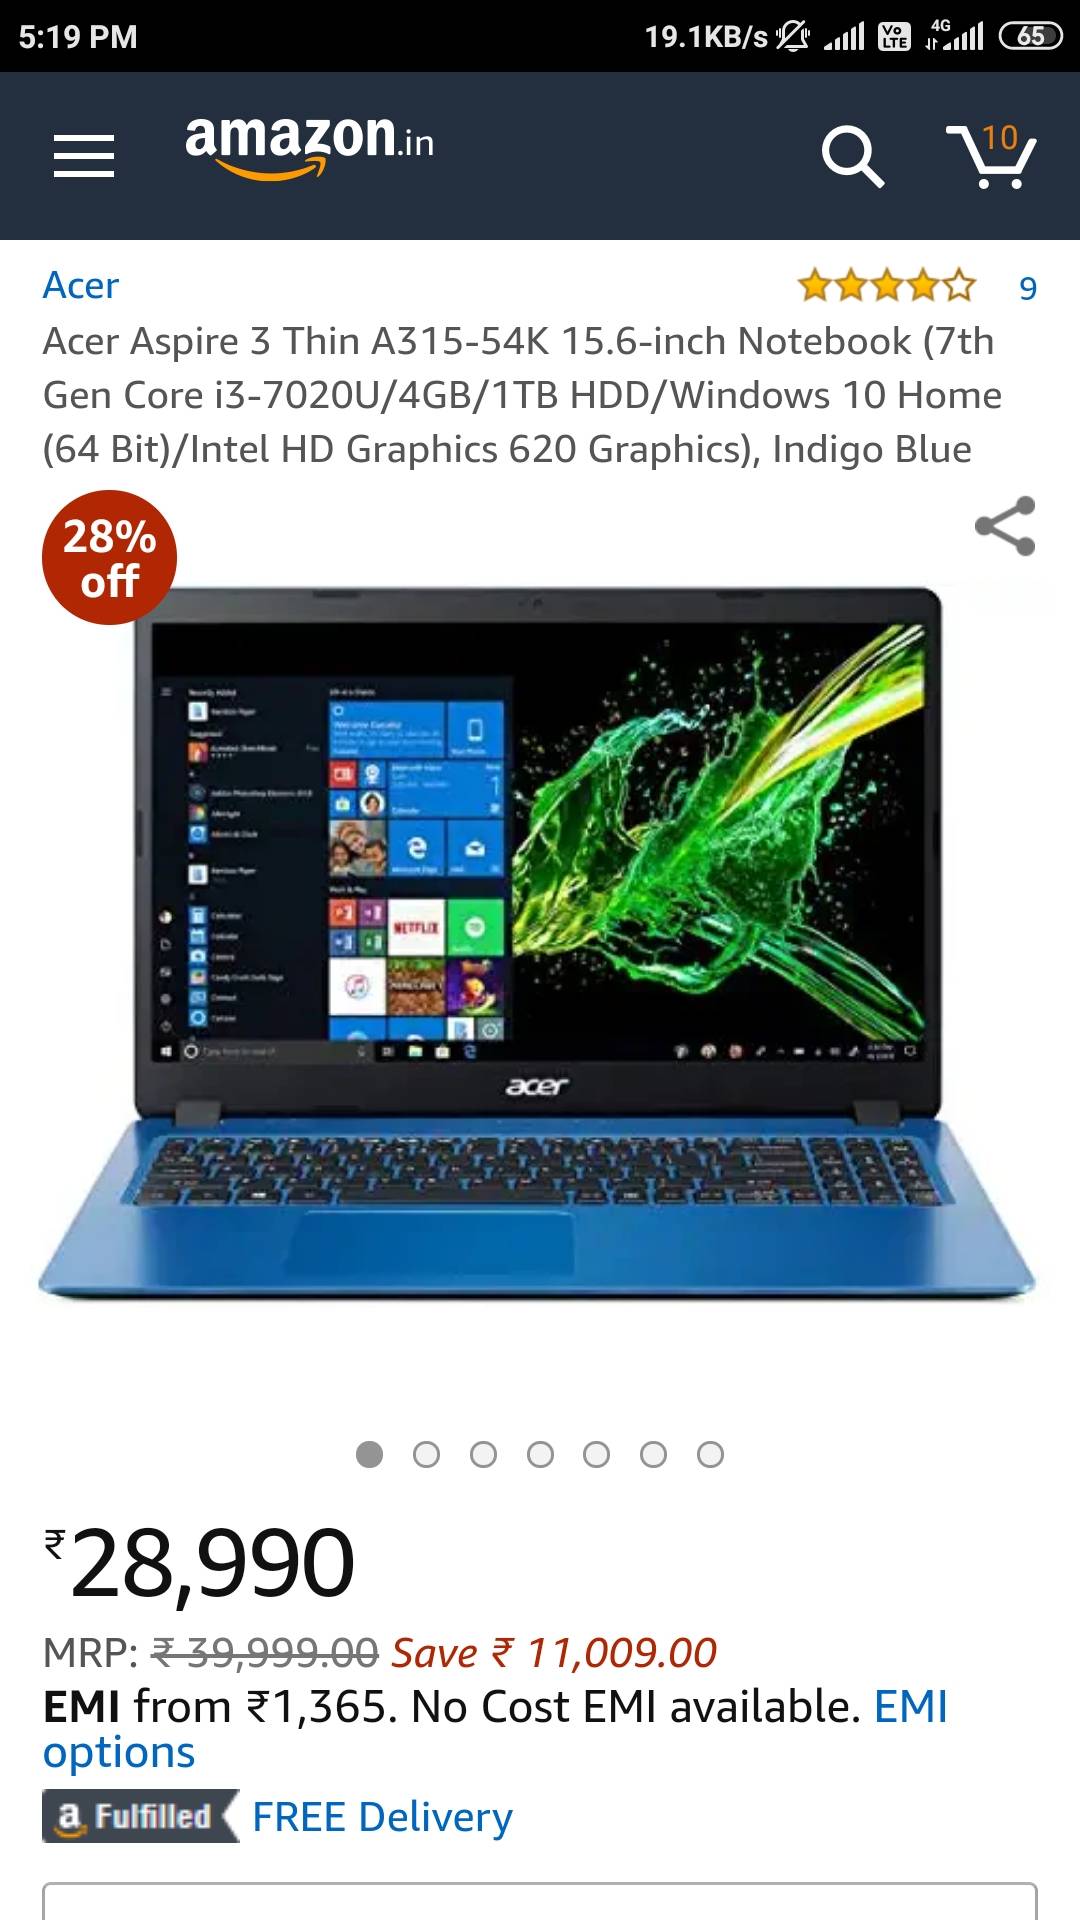 5:19 PM 19.1KB/s Vo LTE 4G 65
amazon.in 10
Acer 9
Acer Aspire 3 Thin A315-54K 15.6-inch Notebook (7th
Gen Core i3-7020U/4GB/1TB HDD/Windows 10 Home
(64 Bit)/Intel HD Graphics 620 Graphics), Indigo Blue
28%
off
NETFLIX
acer
₹28,990
MRP: ₹ 39,999.00 Save ₹ 11,009.00
EMI from ₹1,365. No Cost EMI available. EMI
options
a Fulfilled FREE Delivery